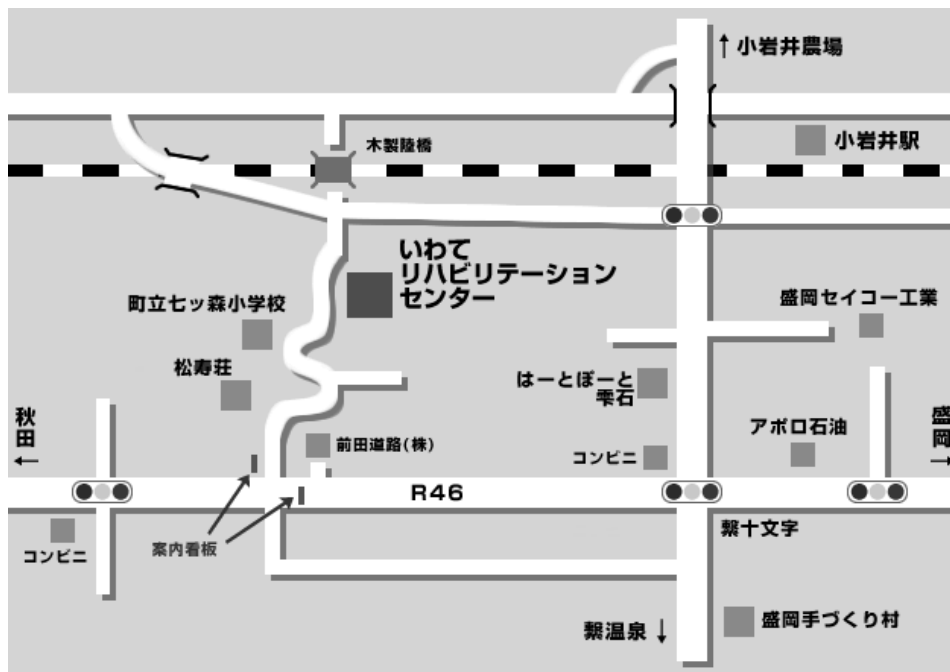 ↑ 小岩井農場
木製陸橋
小岩井駅
いわて
リハビリテーション
センター
町立七ッ森小学校
盛岡セイコー工業
松寿荘
はーとぽーと
雫石
秋田
←
前田道路(株)
アポロ石油
盛岡
→
コンビニ
R46
繋十文字
コンビニ
案内看板
繋温泉 ↓
盛岡手づくり村